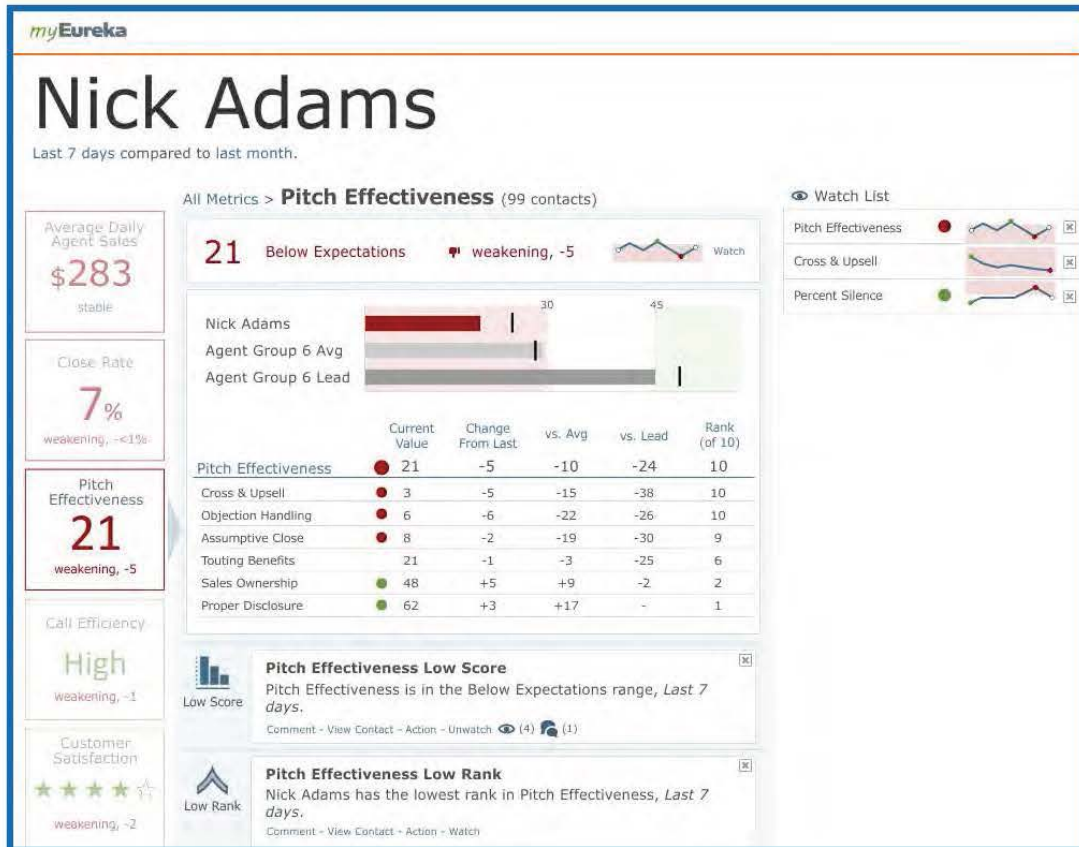 myEureka
Nick Adams
Last 7 days compared to last month.
Average Daily
Agent Sales
$283
stable
Close Rate
7%
weakening, -<1%
Pitch
Effectiveness
21
weakening, -5
Call Efficiency
High
weakening, -1
Customer
Satisfaction
weakening, -2
All Metrics > Pitch Effectiveness (99 contacts)
21 Below Expectations weakening, -5 Watch
30 45
Nick Adams
Agent Group 6 Avg
Agent Group 6 Lead
Current Value Change From Last vs. Avg vs. Lead Rank (of 10)
Pitch Effectiveness 21 -5 -10 -24 10
Cross & Upsell 3 -5 -15 -38 10
Objection Handling 6 -6 -22 -26 10
Assumptive Close 8 -2 -19 -30 9
Touting Benefits 21 -1 -3 -25 6
Sales Ownership 48 +5 +9 -2 2
Proper Disclosure 62 +3 +17 - 1
Low Score
Pitch Effectiveness Low Score
Pitch Effectiveness is in the Below Expectations range, Last 7
days.
Comment - View Contact - Action - Unwatch (4) (1)
Low Rank
Pitch Effectiveness Low Rank
Nick Adams has the lowest rank in Pitch Effectiveness, Last 7
days.
Comment - View Contact - Action - Watch
Watch List
Pitch Effectiveness
Cross & Upsell
Percent Silence